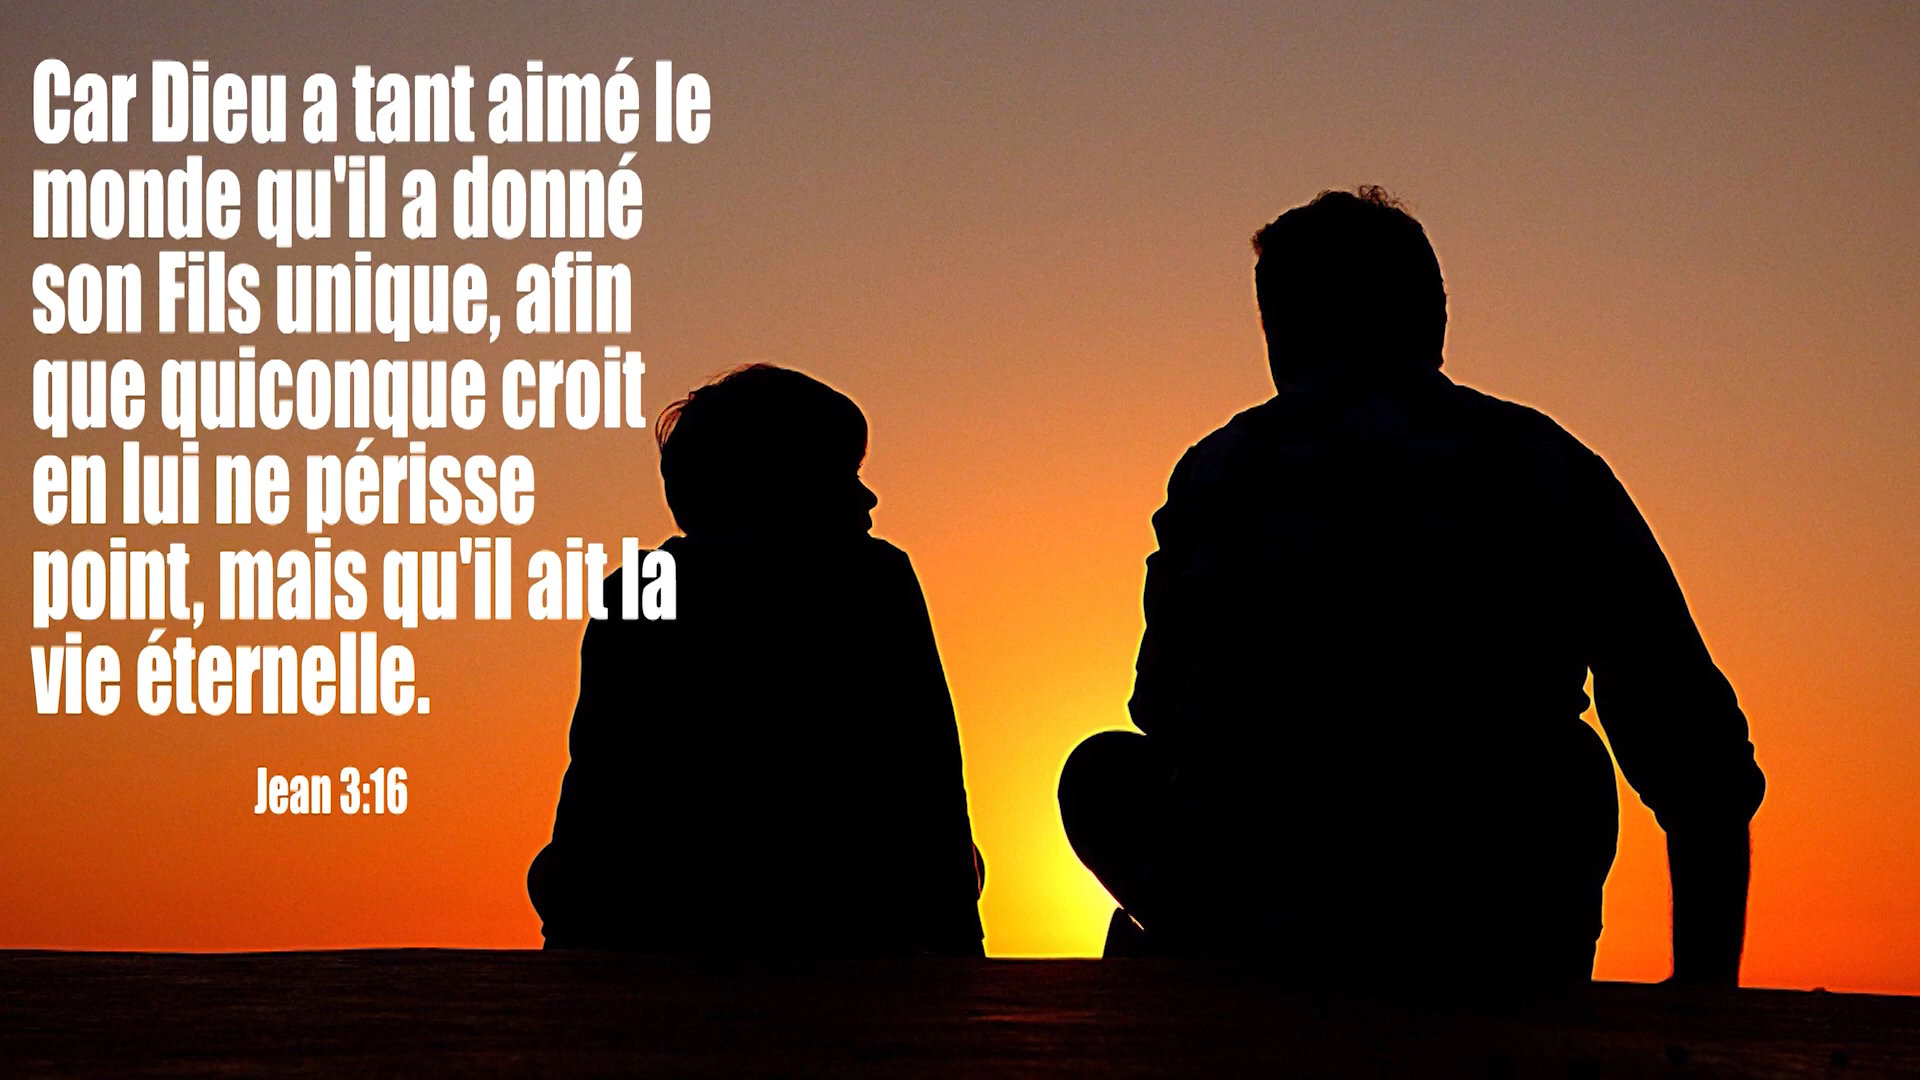 Car Dieu a tant aimé le
monde qu'il a donné
son Fils unique, afin
que quiconque croit
en lui ne périsse
point, mais qu'il ait la
vie éternelle.
Jean 3:16